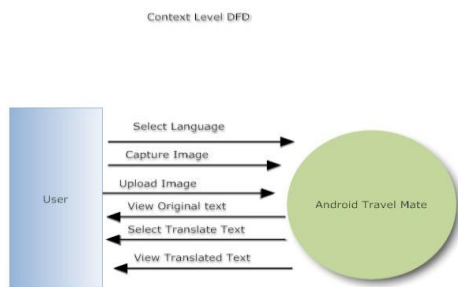 Context Level DFD
Select Language
Capture Image
Upload Image
User
View Original text
Android Travel Mate
Select Translate Text
View Translated Text